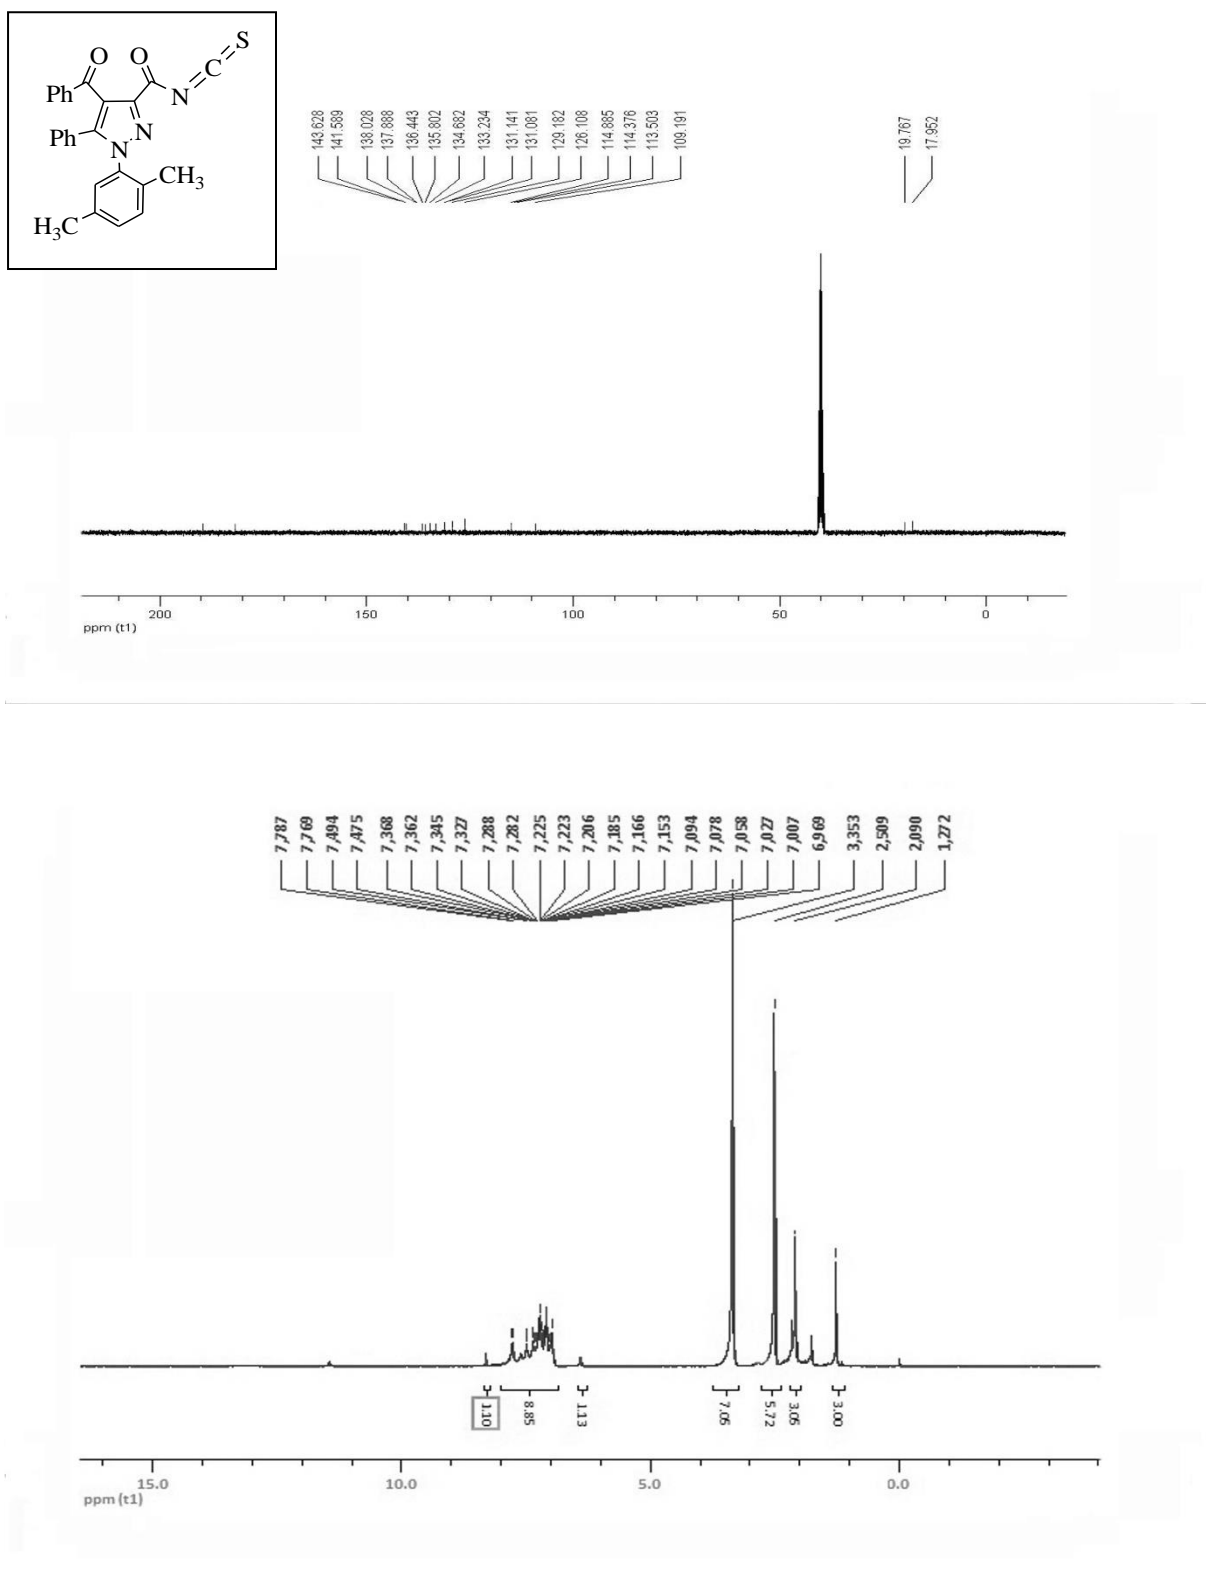 S
O O C
Ph N
N
Ph N
CH3
H3C
143.628 141.589 138.028 137.888 136.443 135.802 134.682 133.234 131.141 131.081 129.182 126.108 114.885 114.376 113.503 109.191 19.767 17.952
200 150 100 50 0
ppm (t1)
7,787 7,769 7,494 7,475 7,368 7,362 7,345 7,327 7,288 7,282 7,225 7,223 7,206 7,185 7,166 7,153 7,094 7,078 7,058 7,027 7,007 6,969 3,353 2,509 2,090 1,272
1.10 8.85 1.13 7.65 5.72 3.65 3.00
15.0 10.0 5.0 0.0
ppm (t1)